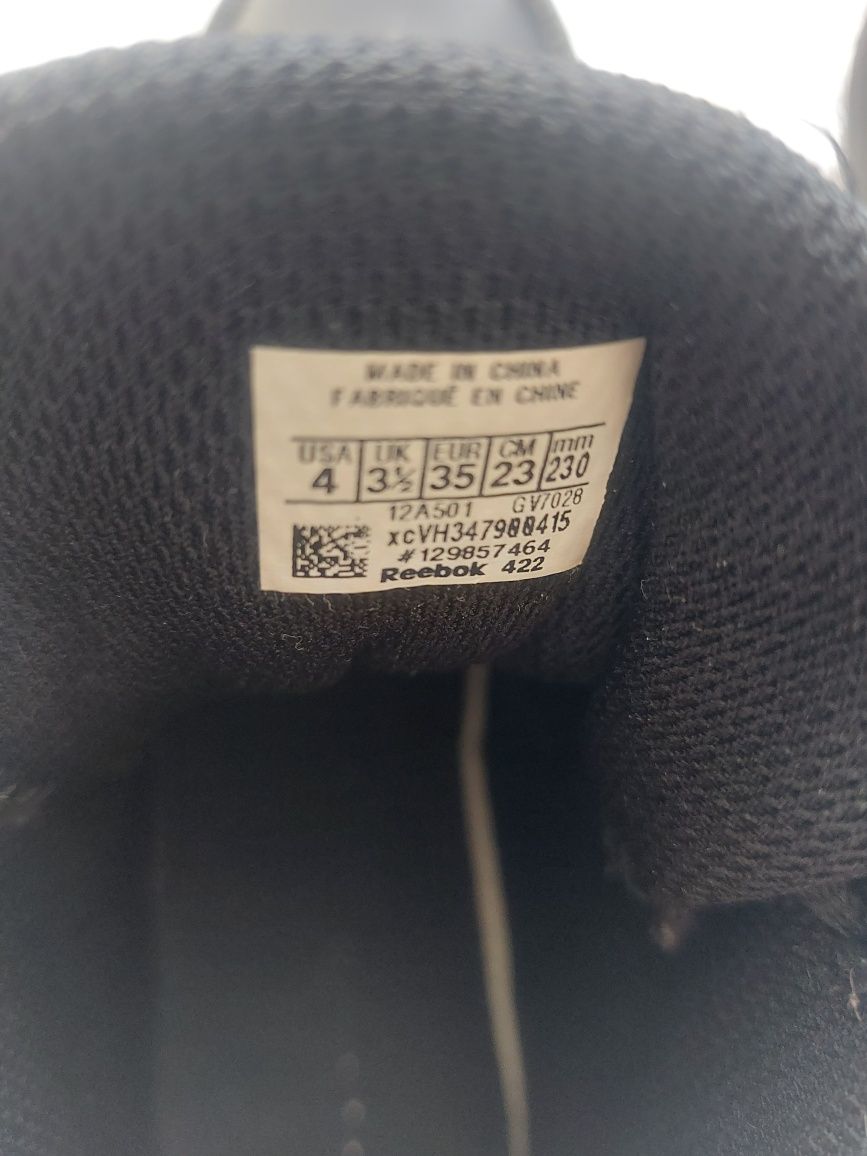 MADE IN CHINA
FABRIQUÉ EN CHINE
USA UK EUR CM mm
4 3½ 35 23 230
12A501 GV7028
xcVH347900415
#129857464
Reebok 422